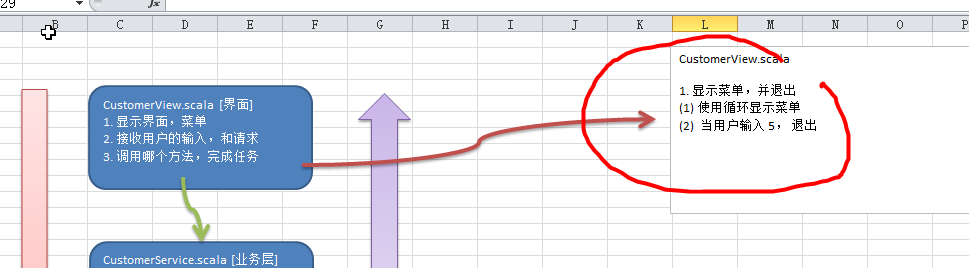 29
fx
B C D E F G H I J K L M N O P
CustomerView.scala [界面]
1. 显示界面，菜单
2. 接收用户的输入，和请求
3. 调用哪个方法，完成任务
CustomerService.scala [业务层]
CustomerView.scala
1. 显示菜单，并退出
(1) 使用循环显示菜单
(2) 当用户输入 5， 退出